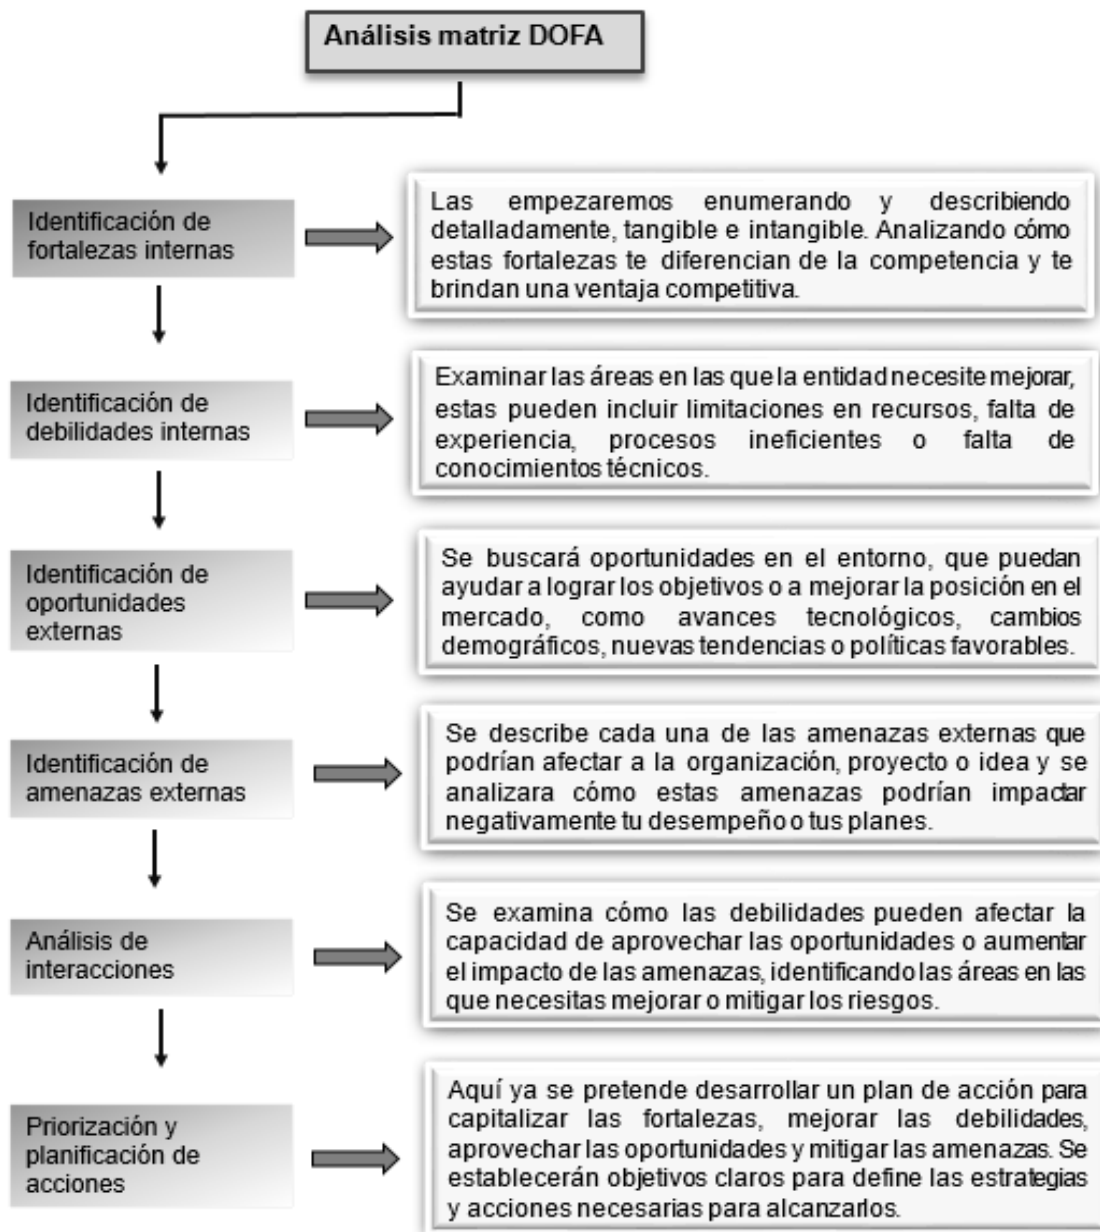 Análisis matriz DOFA
Identificación de
fortalezas internas
Las empezaremos enumerando y describiendo
detalladamente, tangible e intangible. Analizando cómo
estas fortalezas te diferencian de la competencia y te
brindan una ventaja competitiva.
Identificación de
debilidades internas
Examinar las áreas en las que la entidad necesite mejorar,
estas pueden incluir limitaciones en recursos, falta de
experiencia, procesos ineficientes o falta de
conocimientos técnicos.
Identificación de
oportunidades
externas
Se buscará oportunidades en el entorno, que puedan
ayudar a lograr los objetivos o a mejorar la posición en el
mercado, como avances tecnológicos, cambios
demográficos, nuevas tendencias o políticas favorables.
Identificación de
amenazas externas
Se describe cada una de las amenazas externas que
podrían afectar a la organización, proyecto o idea y se
analizara cómo estas amenazas podrían impactar
negativamente tu desempeño o tus planes.
Análisis de
interacciones
Se examina cómo las debilidades pueden afectar la
capacidad de aprovechar las oportunidades o aumentar
el impacto de las amenazas, identificando las áreas en las
que necesitas mejorar o mitigar los riesgos.
Priorización y
planificación de
acciones
Aquí ya se pretende desarrollar un plan de acción para
capitalizar las fortalezas, mejorar las debilidades,
aprovechar las oportunidades y mitigar las amenazas. Se
establecerán objetivos claros para define las estrategias
y acciones necesarias para alcanzarlos.